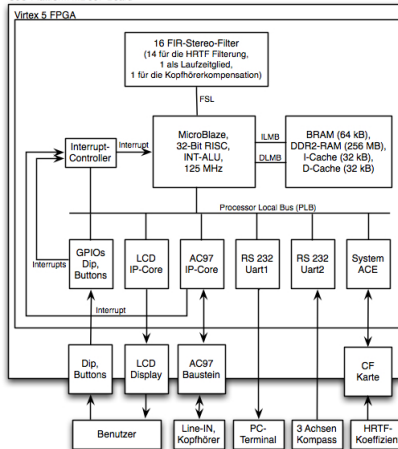 Virtex 5 FPGA
16 FIR-Stereo-Filter
(14 für die HRTF Filterung,
1 als Laufzeitglied,
1 für die Kopfhörerkompensation)
FSL
Interrupt-
Controller
Interrupt
MicroBlaze,
32-Bit RISC,
INT-ALU,
125 MHz
ILMB
DLMB
BRAM (64 kB),
DDR2-RAM (256 MB),
I-Cache (32 kB),
D-Cache (32 kB)
Processor Local Bus (PLB)
Interrupts
GPIOs
Dip,
Buttons
LCD
IP-Core
AC97
IP-Core
RS 232
Uart1
RS 232
Uart2
System
ACE
Interrupt
Dip,
Buttons
LCD
Display
AC97
Baustein
CF
Karte
Benutzer
Line-IN,
Kopfhörer
PC-
Terminal
3 Achsen
Kompass
HRTF-
Koeffizien